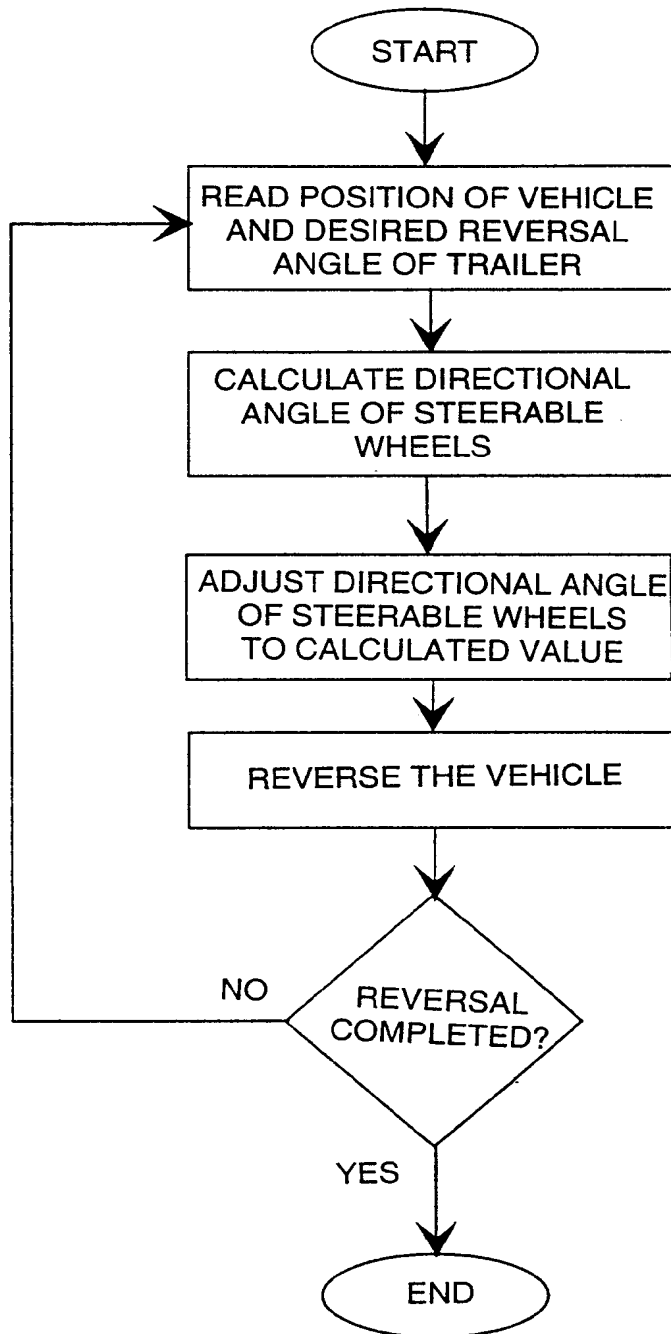 START
READ POSITION OF VEHICLE
AND DESIRED REVERSAL
ANGLE OF TRAILER
CALCULATE DIRECTIONAL
ANGLE OF STEERABLE
WHEELS
ADJUST DIRECTIONAL ANGLE
OF STEERABLE WHEELS
TO CALCULATED VALUE
REVERSE THE VEHICLE
NO
REVERSAL
COMPLETED?
YES
END